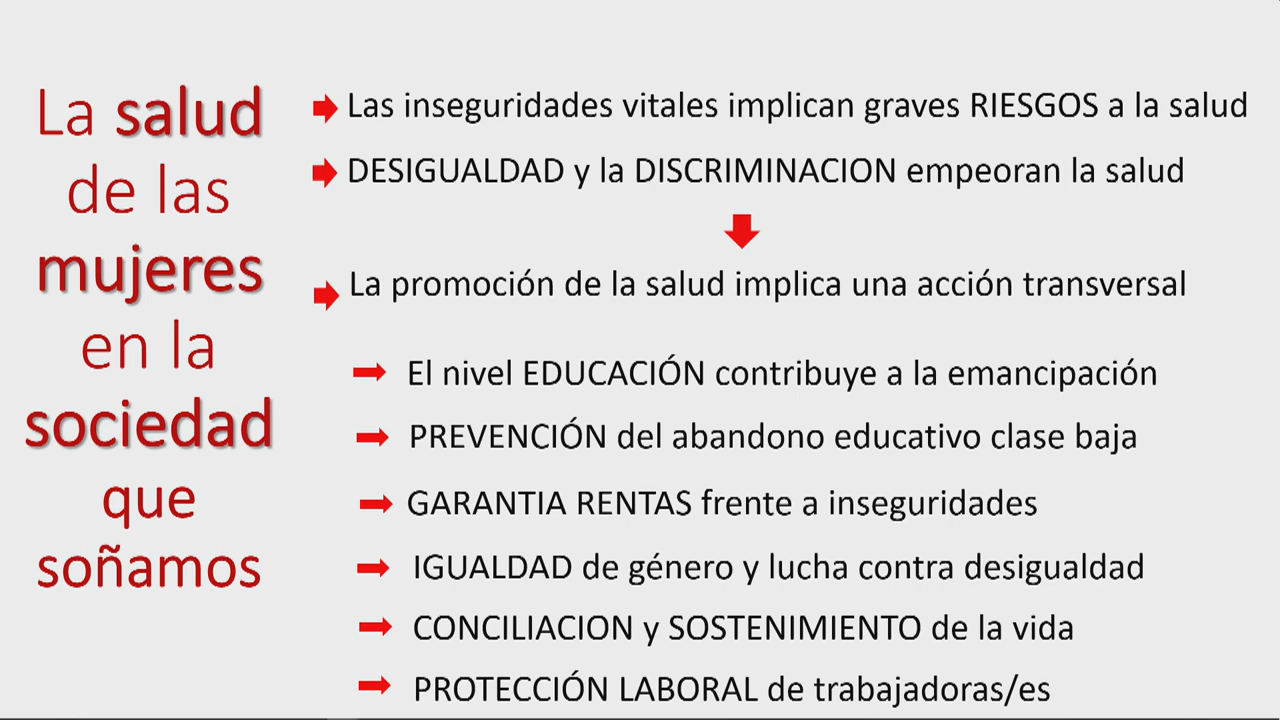 La salud
de las
mujeres
en la
sociedad
que
soñamos
Las inseguridades vitales implican graves RIESGOS a la salud
DESIGUALDAD y la DISCRIMINACION empeoran la salud
La promoción de la salud implica una acción transversal
El nivel EDUCACIÓN contribuye a la emancipación
PREVENCIÓN del abandono educativo clase baja
GARANTIA RENTAS frente a inseguridades
IGUALDAD de género y lucha contra desigualdad
CONCILIACION y SOSTENIMIENTO de la vida
PROTECCIÓN LABORAL de trabajadoras/es